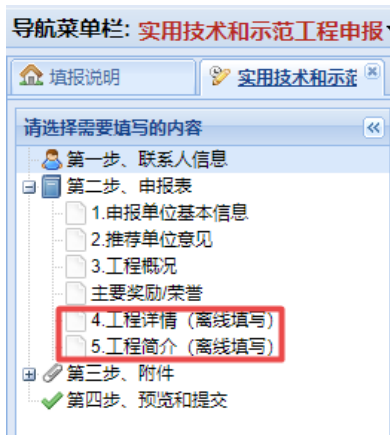 导航菜单栏: 实用技术和示范工程申报
填报说明
实用技术和示范
请选择需要填写的内容
第一步、联系人信息
第二步、申报表
1.申报单位基本信息
2.推荐单位意见
3.工程概况
主要奖励/荣誉
4.工程详情（离线填写）
5.工程简介（离线填写）
第三步、附件
第四步、预览和提交